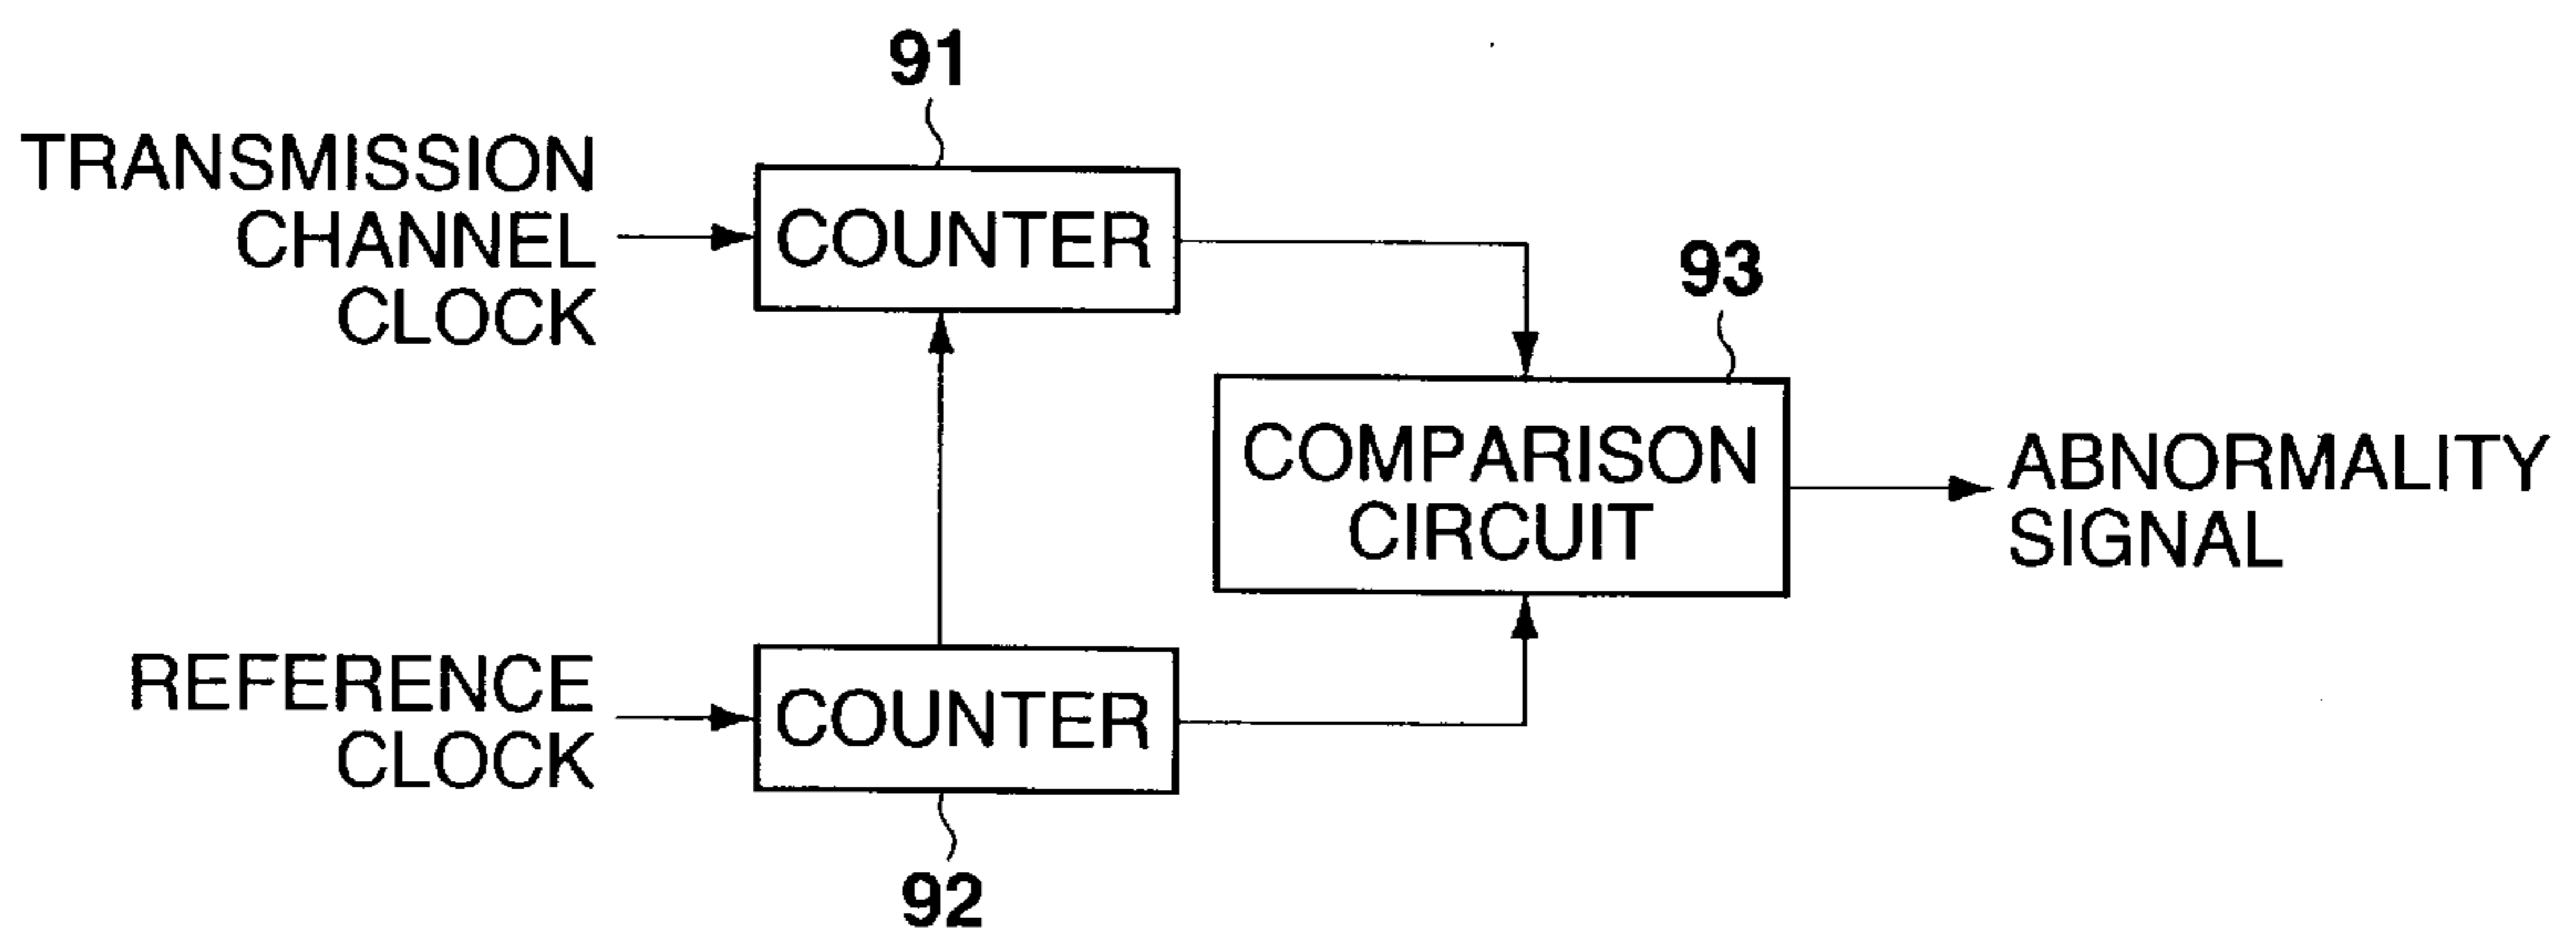 91
TRANSMISSION
CHANNEL
CLOCK
COUNTER
93
COMPARISON
CIRCUIT
ABNORMALITY
SIGNAL
REFERENCE
CLOCK
COUNTER
92